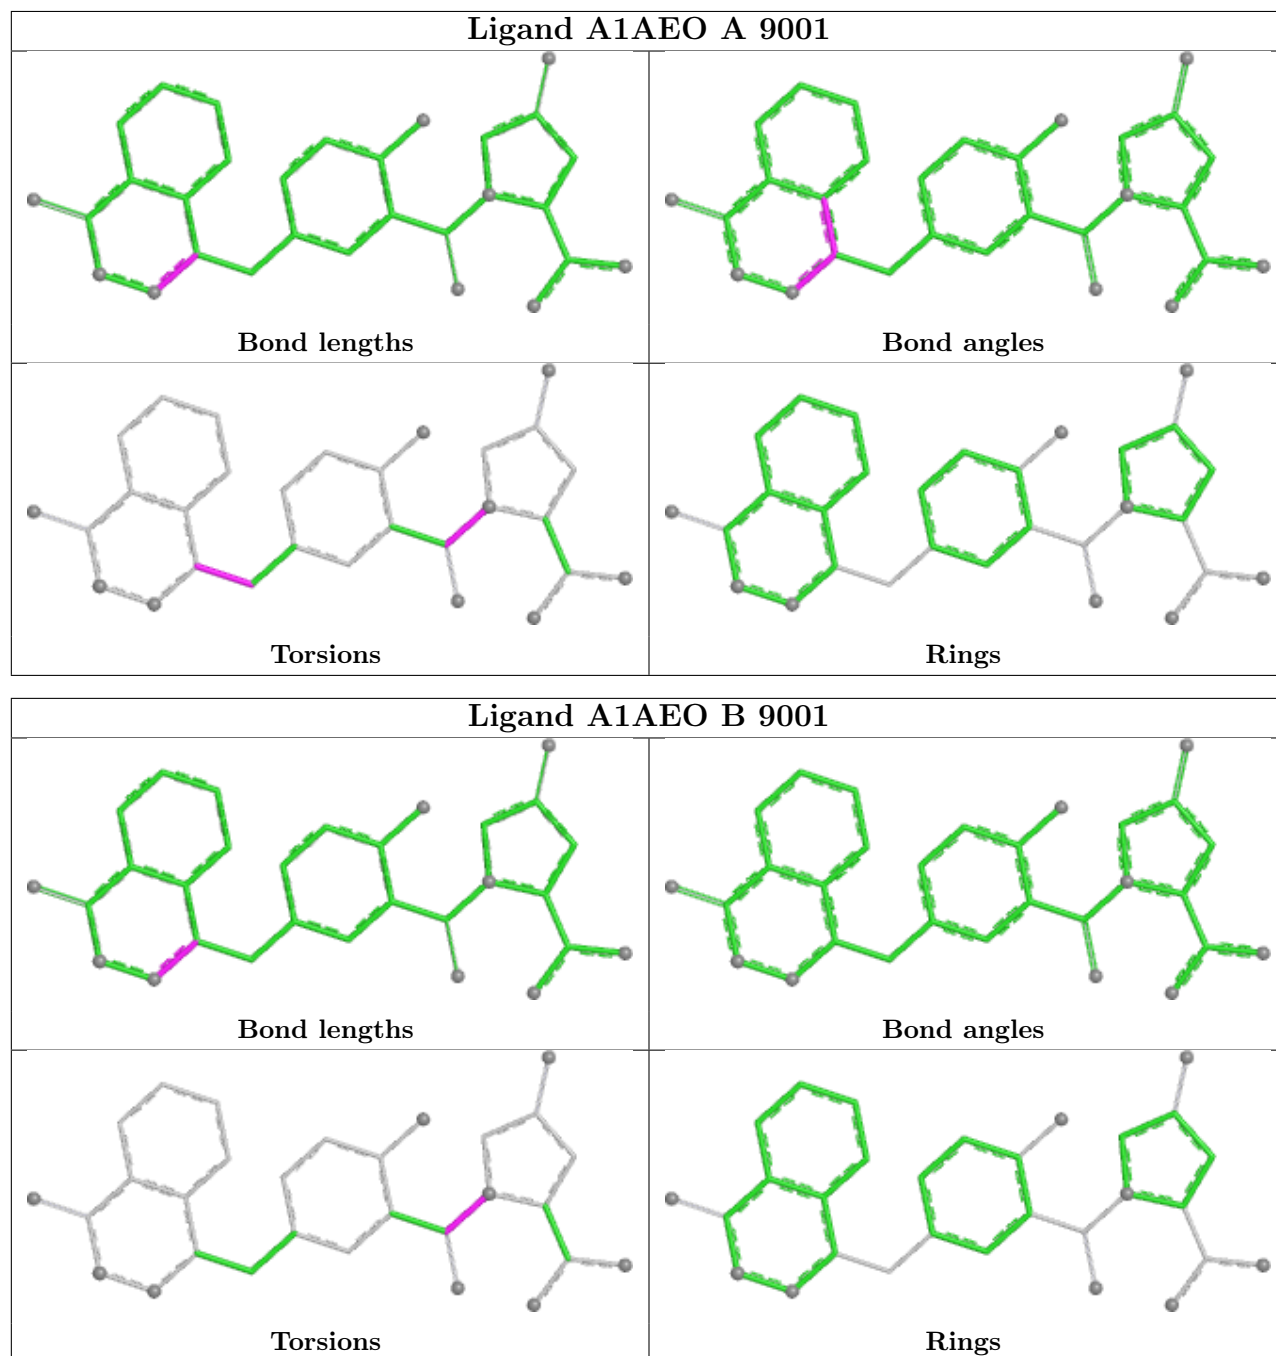 Ligand A1AEO A 9001
Bond lengths
Bond angles
Torsions
Rings
Ligand A1AEO B 9001
Bond lengths
Bond angles
Torsions
Rings